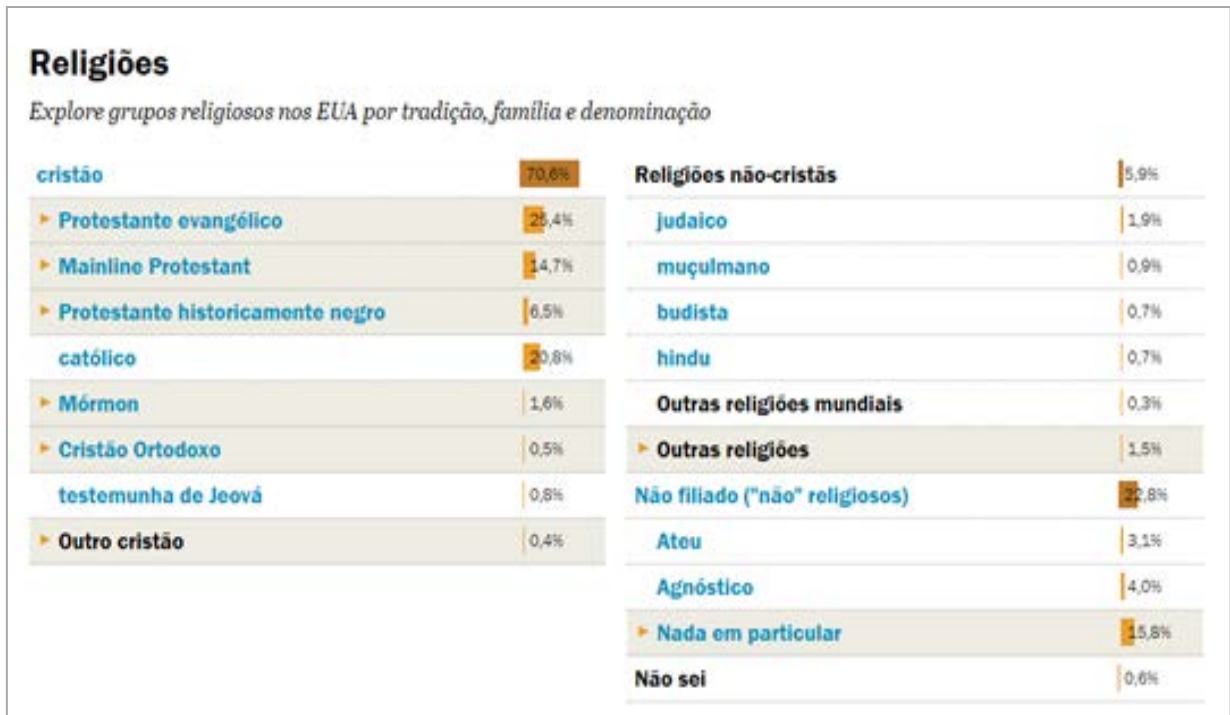 Religiões
Explore grupos religiosos nos EUA por tradição, família e denominação
cristão 70,6%
Protestante evangélico 25,4%
Mainline Protestant 14,7%
Protestante historicamente negro 6,5%
católico 20,8%
Mórmon 1,6%
Cristão Ortodoxo 0,5%
testemunha de Jeová 0,8%
Outro cristão 0,4%
Religiões não-cristãs 5,9%
judaico 1,9%
muçulmano 0,9%
budista 0,7%
hindu 0,7%
Outras religiões mundiais 0,3%
Outras religiões 1,5%
Não filiado ("não" religiosos) 22,8%
Ateu 3,1%
Agnóstico 4,0%
Nada em particular 15,8%
Não sei 0,6%